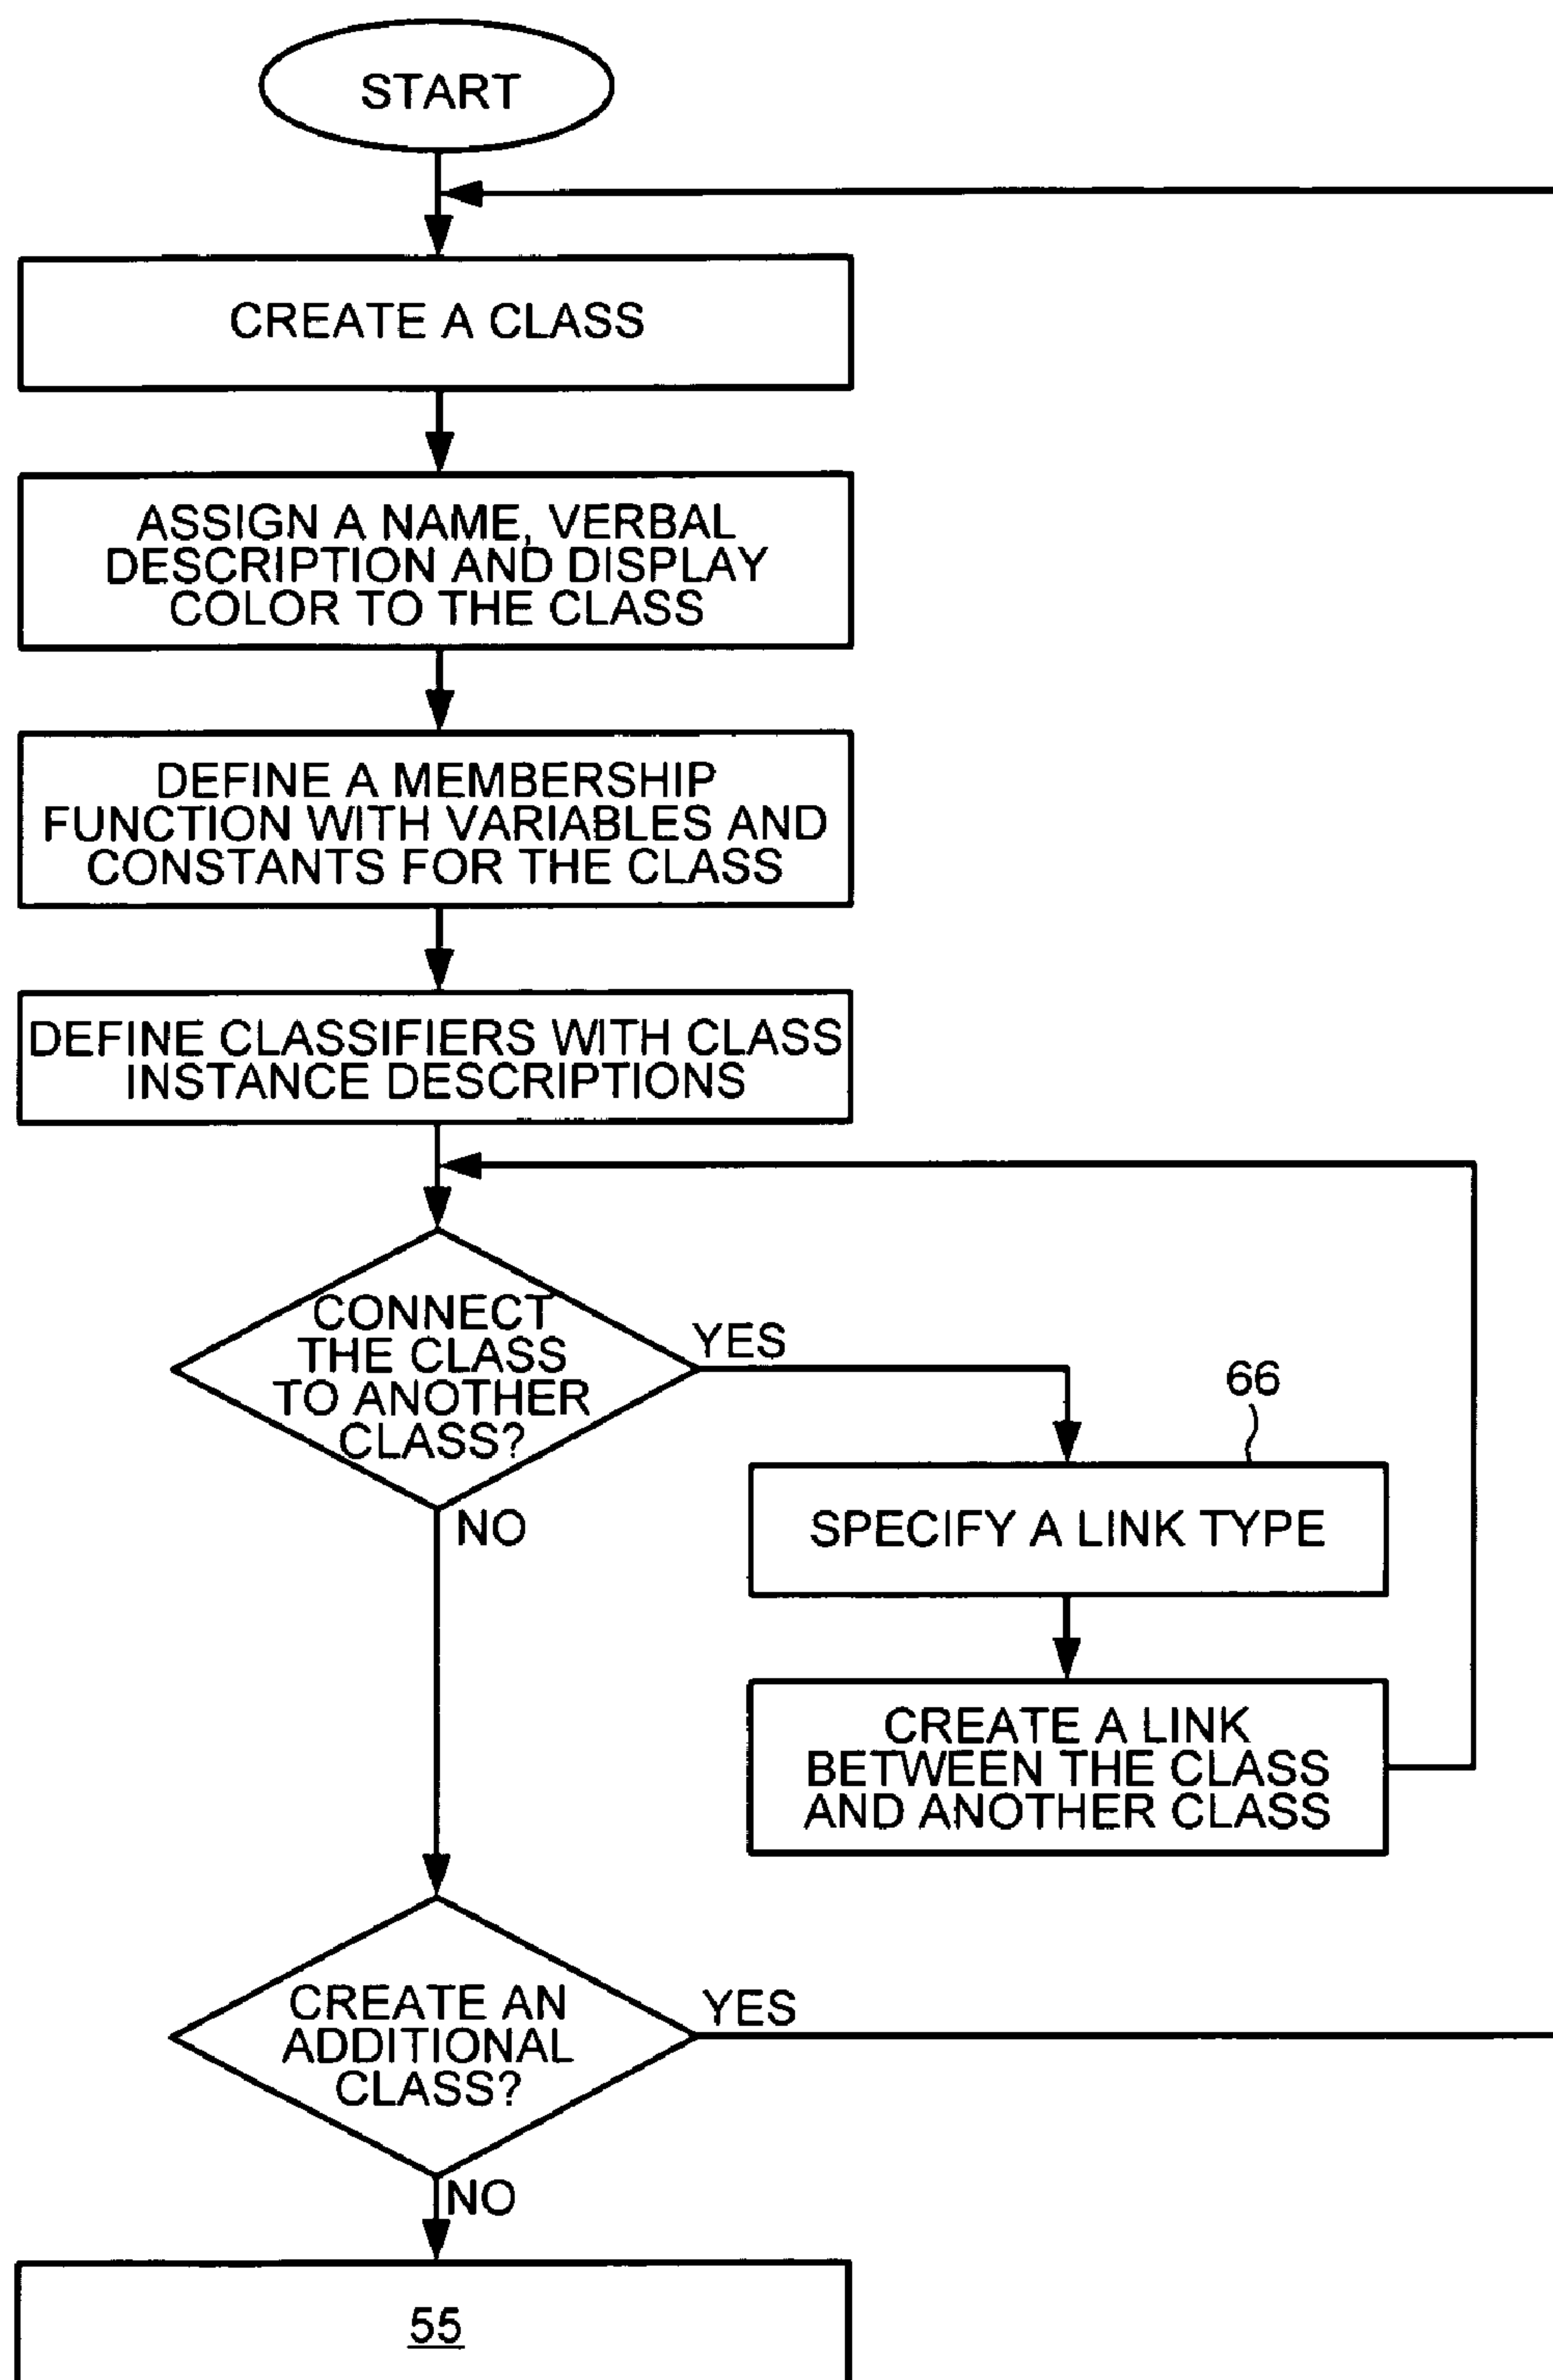 START
CREATE A CLASS
ASSIGN A NAME, VERBAL
DESCRIPTION AND DISPLAY
COLOR TO THE CLASS
DEFINE A MEMBERSHIP
FUNCTION WITH VARIABLES AND
CONSTANTS FOR THE CLASS
DEFINE CLASSIFIERS WITH CLASS
INSTANCE DESCRIPTIONS
CONNECT
THE CLASS
TO ANOTHER
CLASS?
YES
66
NO
SPECIFY A LINK TYPE
CREATE A LINK
BETWEEN THE CLASS
AND ANOTHER CLASS
CREATE AN
ADDITIONAL
CLASS?
YES
NO
55